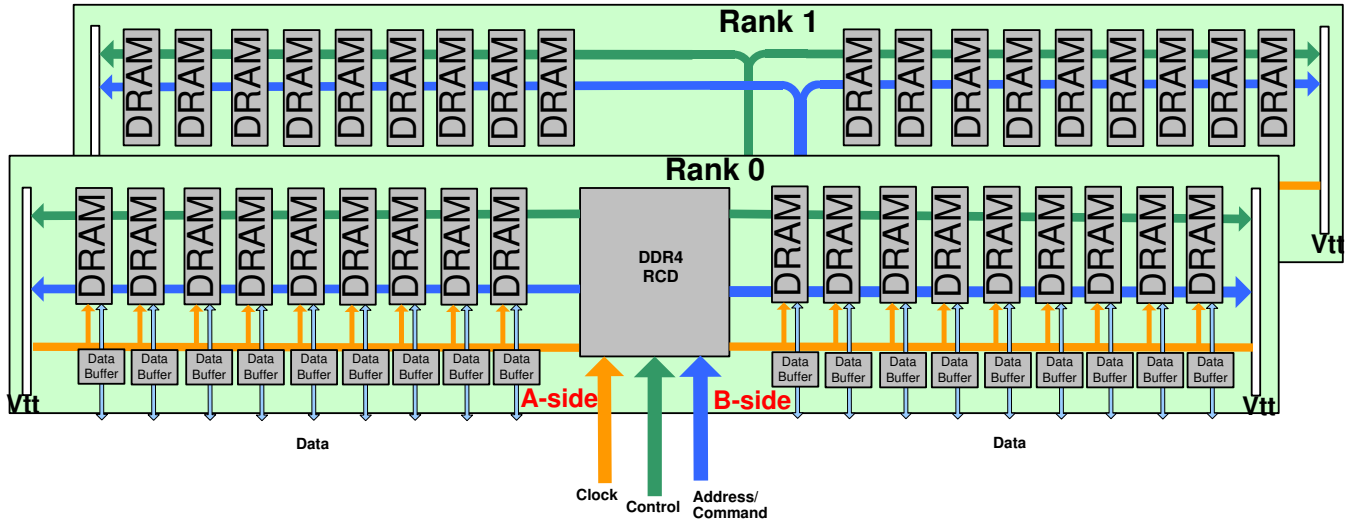 Rank 1
DRAM DRAM DRAM DRAM DRAM DRAM DRAM DRAM DRAM DRAM DRAM DRAM DRAM DRAM DRAM DRAM DRAM DRAM
Vtt
Rank 0
DRAM DRAM DRAM DRAM DRAM DRAM DRAM DRAM DRAM DRAM DRAM DRAM DRAM DRAM DRAM DRAM DRAM DRAM
DDR4
RCD
Data Data Data Data Data Data Data Data Data Data Data Data Data Data Data Data Data Data
Buffer Buffer Buffer Buffer Buffer Buffer Buffer Buffer Buffer Buffer Buffer Buffer Buffer Buffer Buffer Buffer Buffer Buffer
Vtt A-side B-side Vtt
Data Data
Clock
Control
Address/
Command